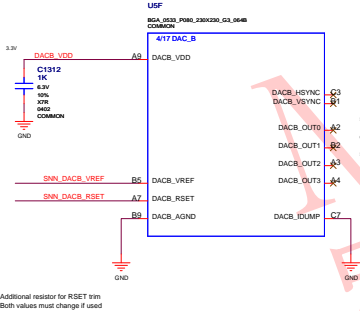 U5F
BGA_0533_P080_230X230_G3_064B
COMMON
4/17 DAC_B
3.3V
DACB_VDD
A9
DACB_VDD
C1312
1K
6.3V
10%
X7R
0402
COMMON
GND
DACB_HSYNC
C3
DACB_VSYNC
B1
DACB_OUT0
A2
DACB_OUT1
B2
DACB_OUT2
A3
DACB_OUT3
A4
SNN_DACB_VREF
B5
DACB_VREF
SNN_DACB_RSET
A7
DACB_RSET
B9
DACB_AGND
DACB_IDUMP
C7
GND
GND
Additional resistor for RSET trim
Both values must change if used